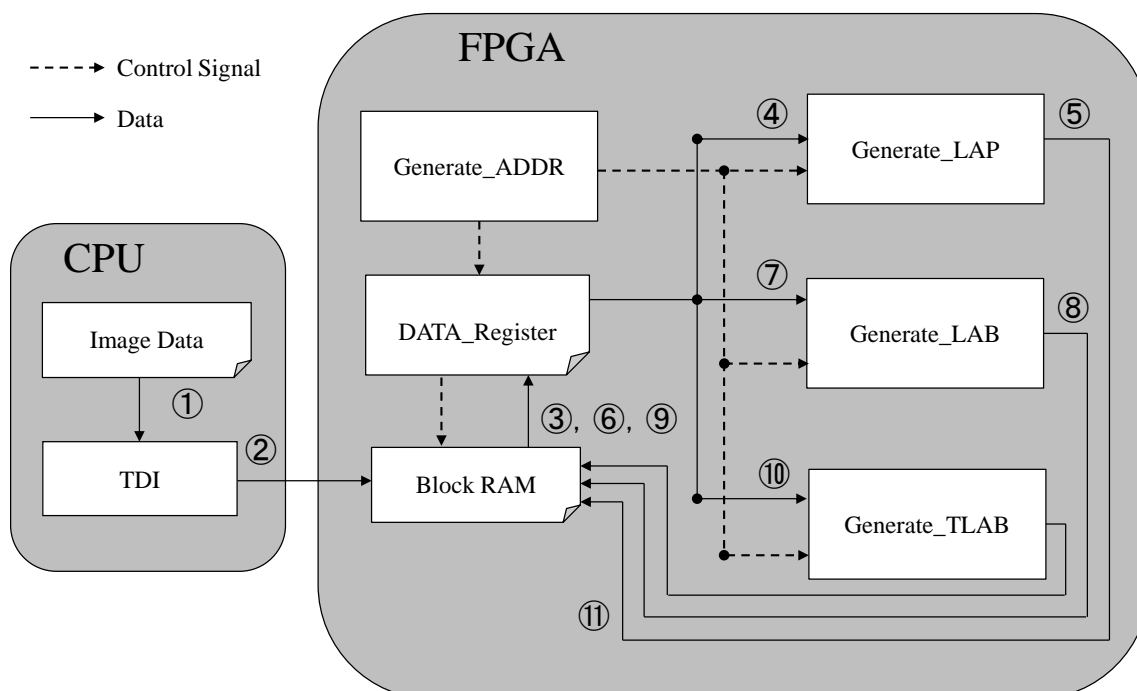 FPGA
Control Signal
Data
Generate_ADDR
④
Generate_LAP
⑤
CPU
Image Data
①
DATA_Register
⑦
Generate_LAB
⑧
③, ⑥, ⑨
TDI
②
Block RAM
⑩
Generate_TLAB
⑪